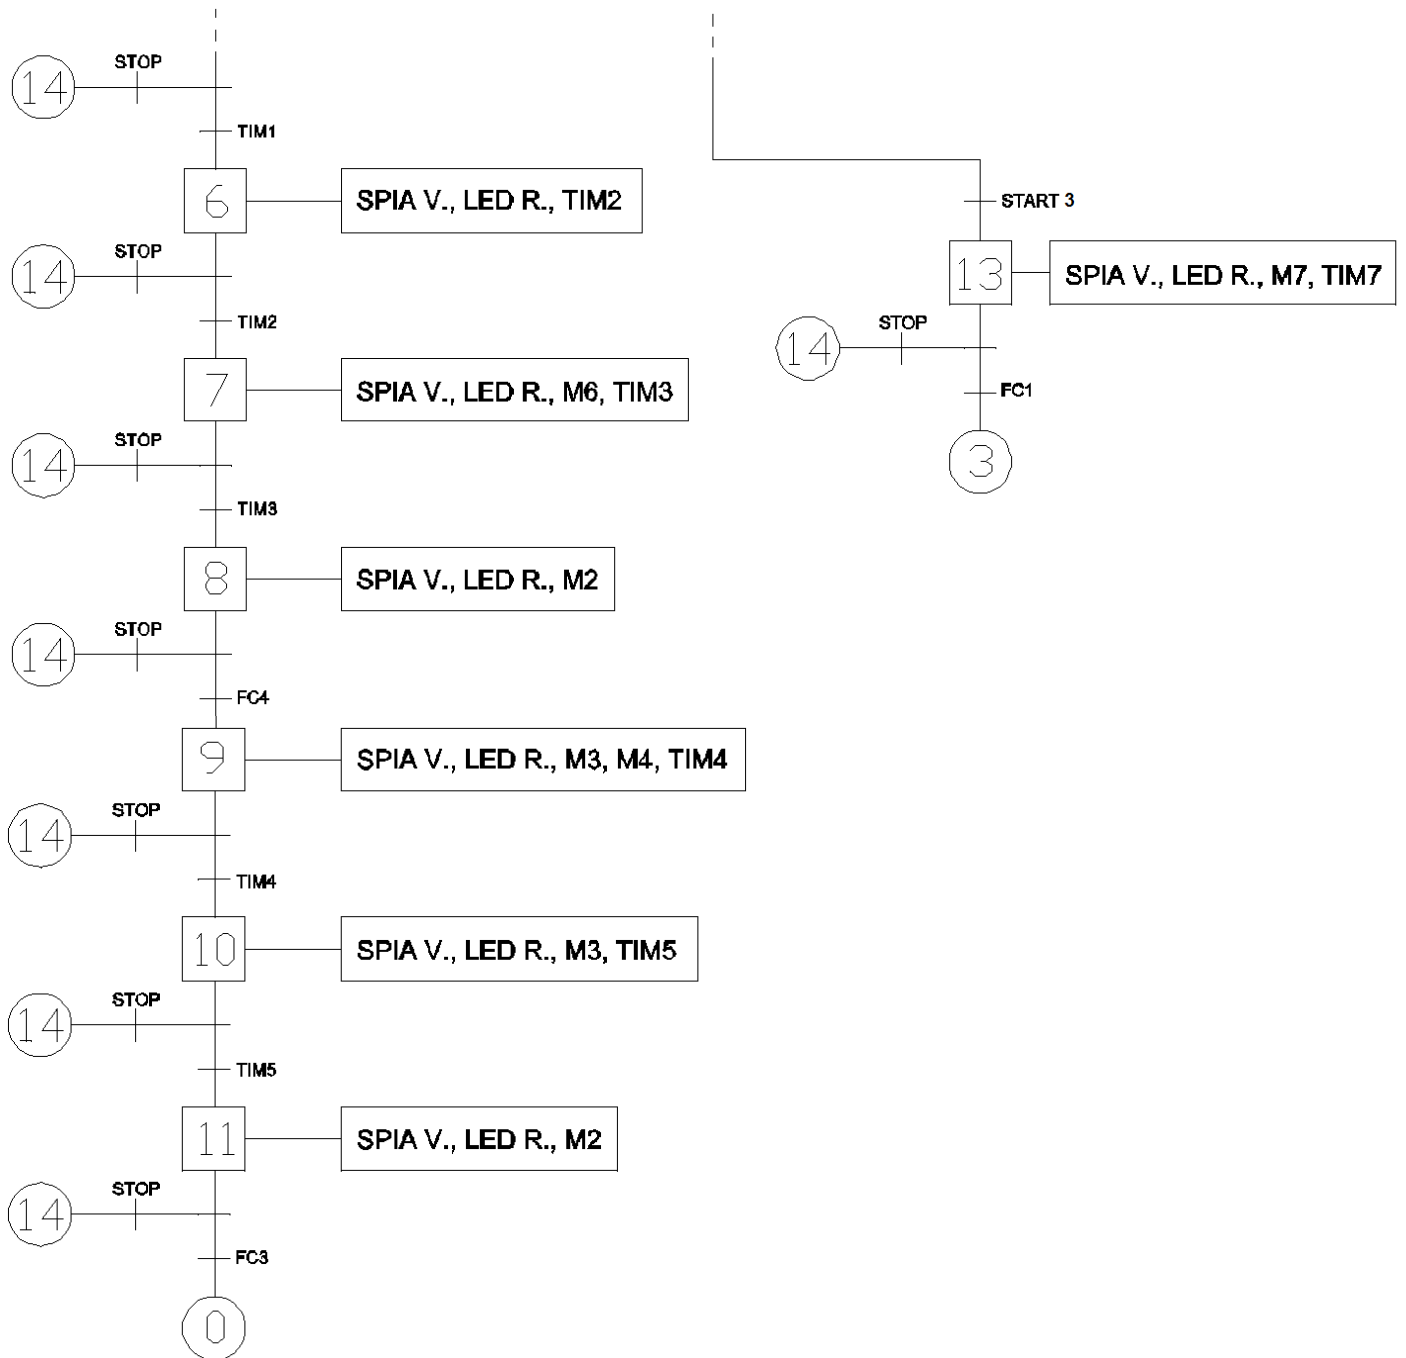 STOP
14
TIM1
6
SPIA V., LED R., TIM2
STOP
14
TIM2
7
SPIA V., LED R., M6, TIM3
STOP
14
TIM3
8
SPIA V., LED R., M2
STOP
14
FC4
9
SPIA V., LED R., M3, M4, TIM4
STOP
14
TIM4
10
SPIA V., LED R., M3, TIM5
STOP
14
TIM5
11
SPIA V., LED R., M2
STOP
14
FC3
0
START 3
13
SPIA V., LED R., M7, TIM7
STOP
14
FC1
3